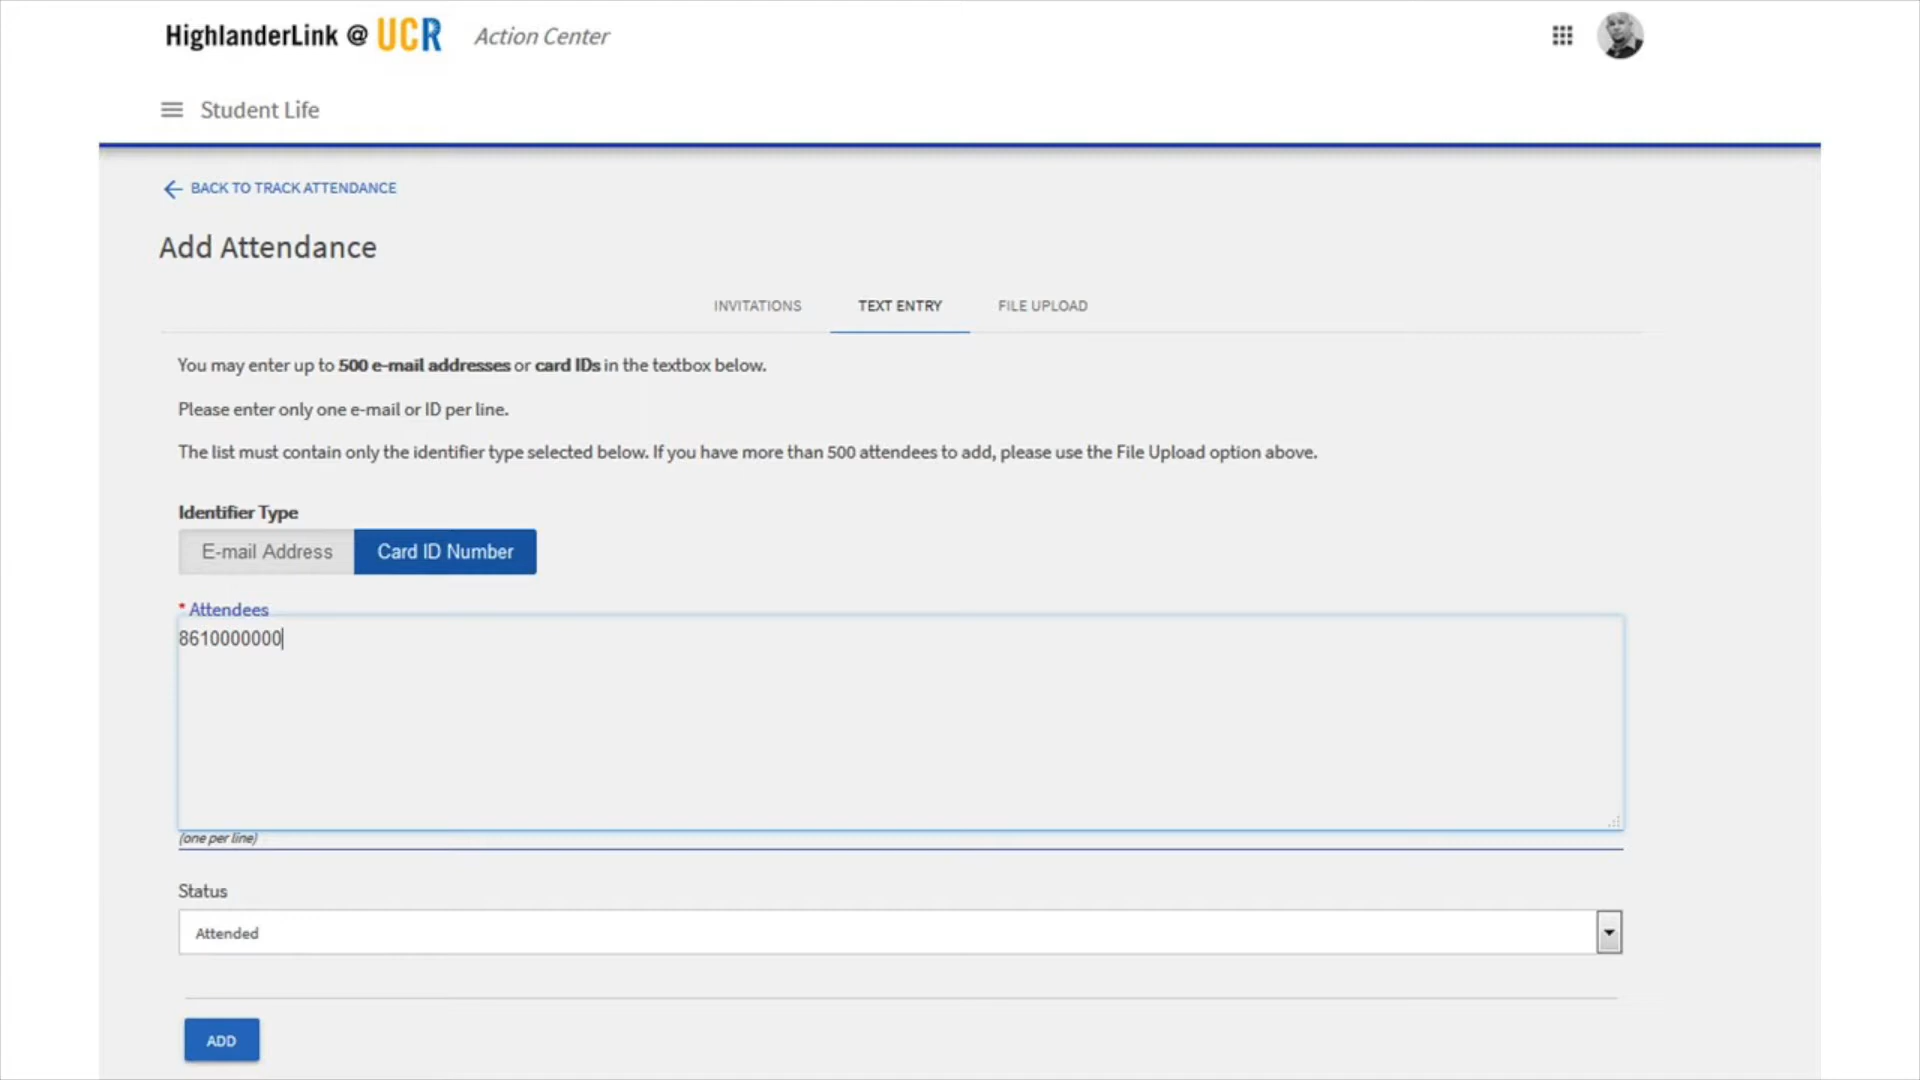 HighlanderLink @ UCR Action Center
Student Life
BACK TO TRACK ATTENDANCE
Add Attendance
INVITATIONS TEXT ENTRY FILE UPLOAD
You may enter up to 500 e-mail addresses or card IDs in the textbox below.
Please enter only one e-mail or ID per line.
The list must contain only the identifier type selected below. If you have more than 500 attendees to add, please use the File Upload option above.
Identifier Type
E-mail Address Card ID Number
* Attendees
8610000000
(one per line)
Status
Attended
ADD